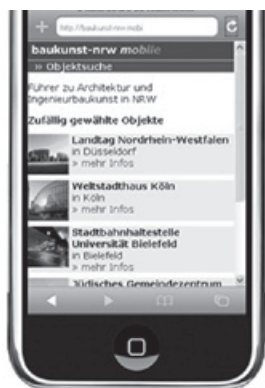 http://baukunst-nrw.mobi
baukunst-nrw mobile
» Objektsuche
Führer zu Architektur und
Ingenieurbaukunst in NRW
Zufällig gewählte Objekte
Landtag Nordrhein-Westfalen
in Düsseldorf
» mehr Infos
Weltstadthaus Köln
in Köln
» mehr Infos
Stadtbahnhaltestelle
Universität Bielefeld
in Bielefeld
» mehr Infos
Jüdisches Gemeindezentrum